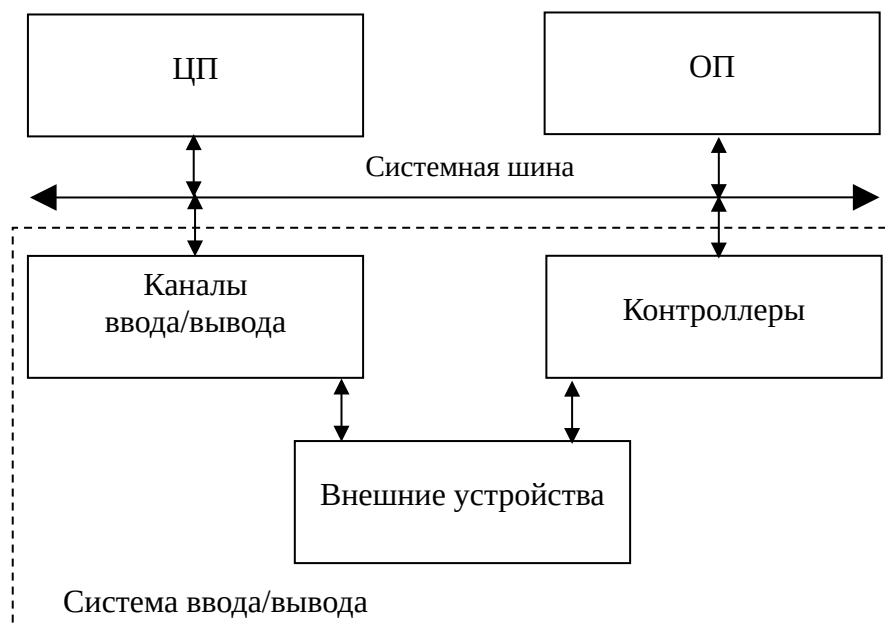 ЦП
ОП
Системная шина
Каналы
ввода/вывода
Контроллеры
Внешние устройства
Система ввода/вывода